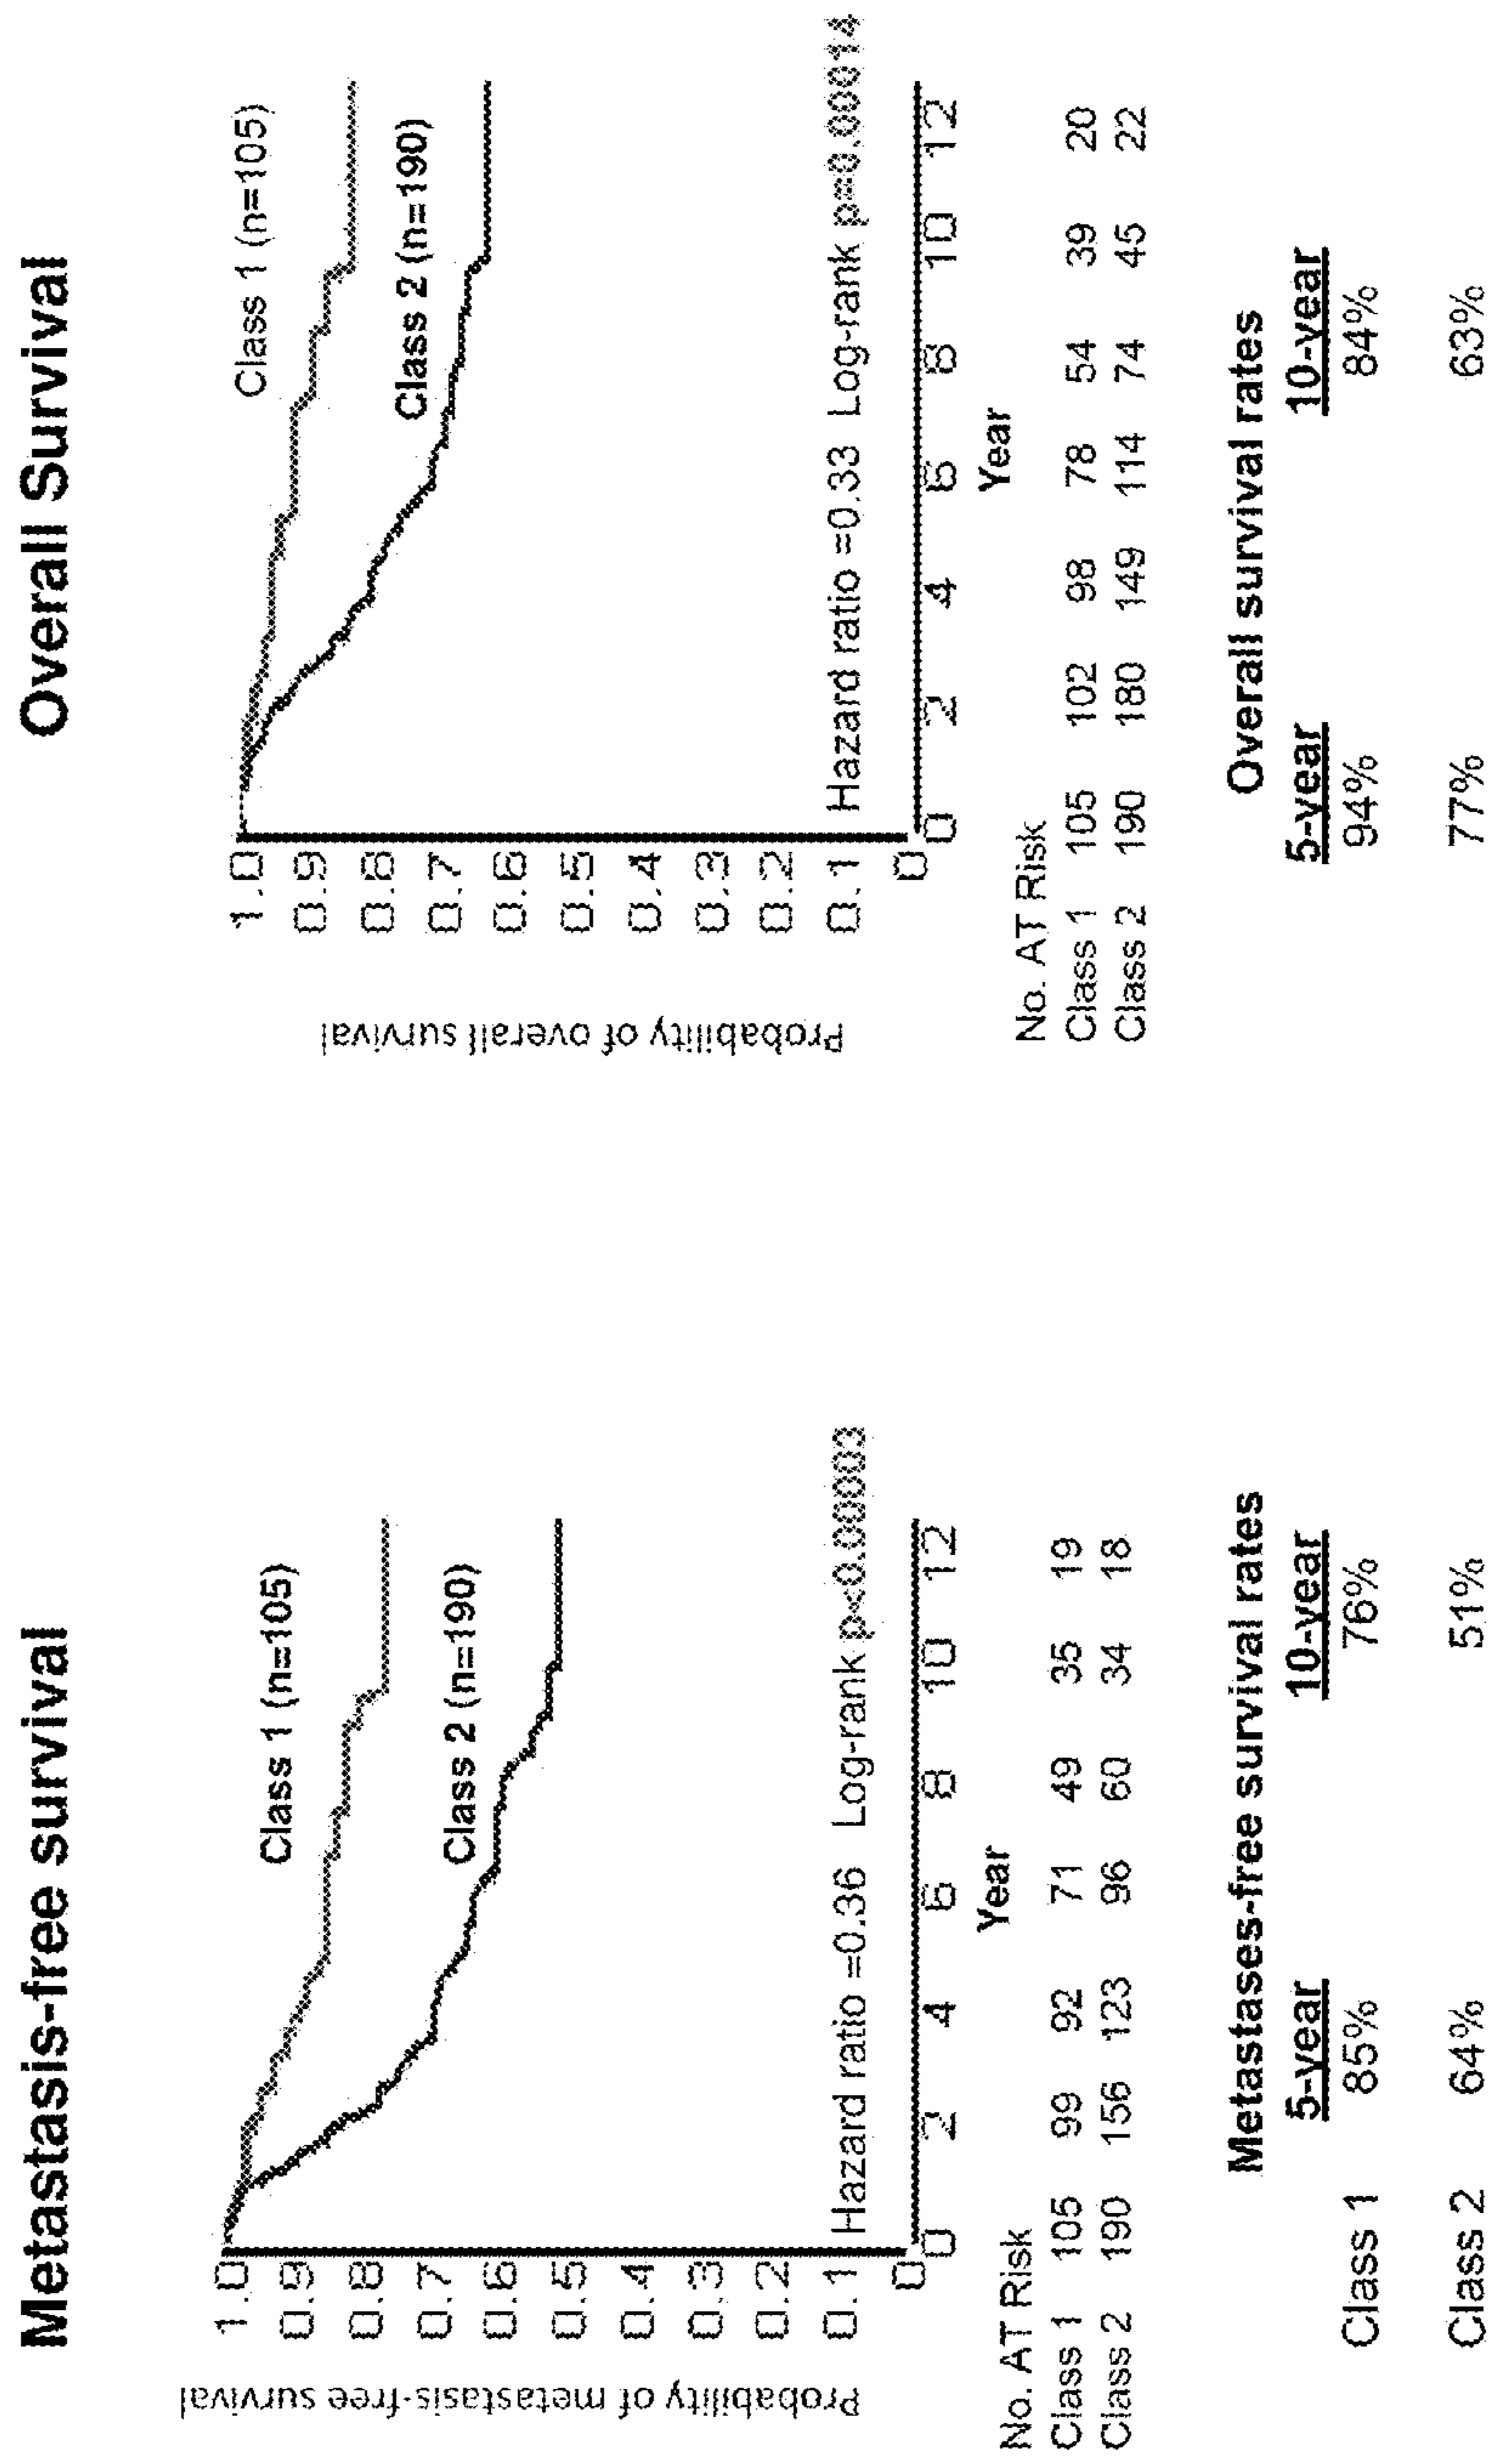 Metastasis-free survival
Probability of metastasis-free survival
1.0
0.9
0.8
0.7
0.6
0.5
0.4
0.3
0.2
0.1
0
Class 1 (n=105)
Class 2 (n=190)
Hazard ratio =0.36 Log-rank p<0.00003
0 2 4 6 8 10 12
Year
No. AT Risk
Class 1 105 99 92 71 49 35 19
Class 2 190 156 123 96 60 34 18
Metastases-free survival rates
5-year 10-year
Class 1 85% 76%
Class 2 64% 51%
Overall Survival
Probability of overall survival
1.0
0.9
0.8
0.7
0.6
0.5
0.4
0.3
0.2
0.1
0
Class 1 (n=105)
Class 2 (n=190)
Hazard ratio =0.33 Log-rank p=0.00014
0 2 4 6 8 10 12
Year
No. AT Risk
Class 1 105 102 98 78 54 39 20
Class 2 190 180 149 114 74 45 22
Overall survival rates
5-year 10-year
94% 84%
77% 63%